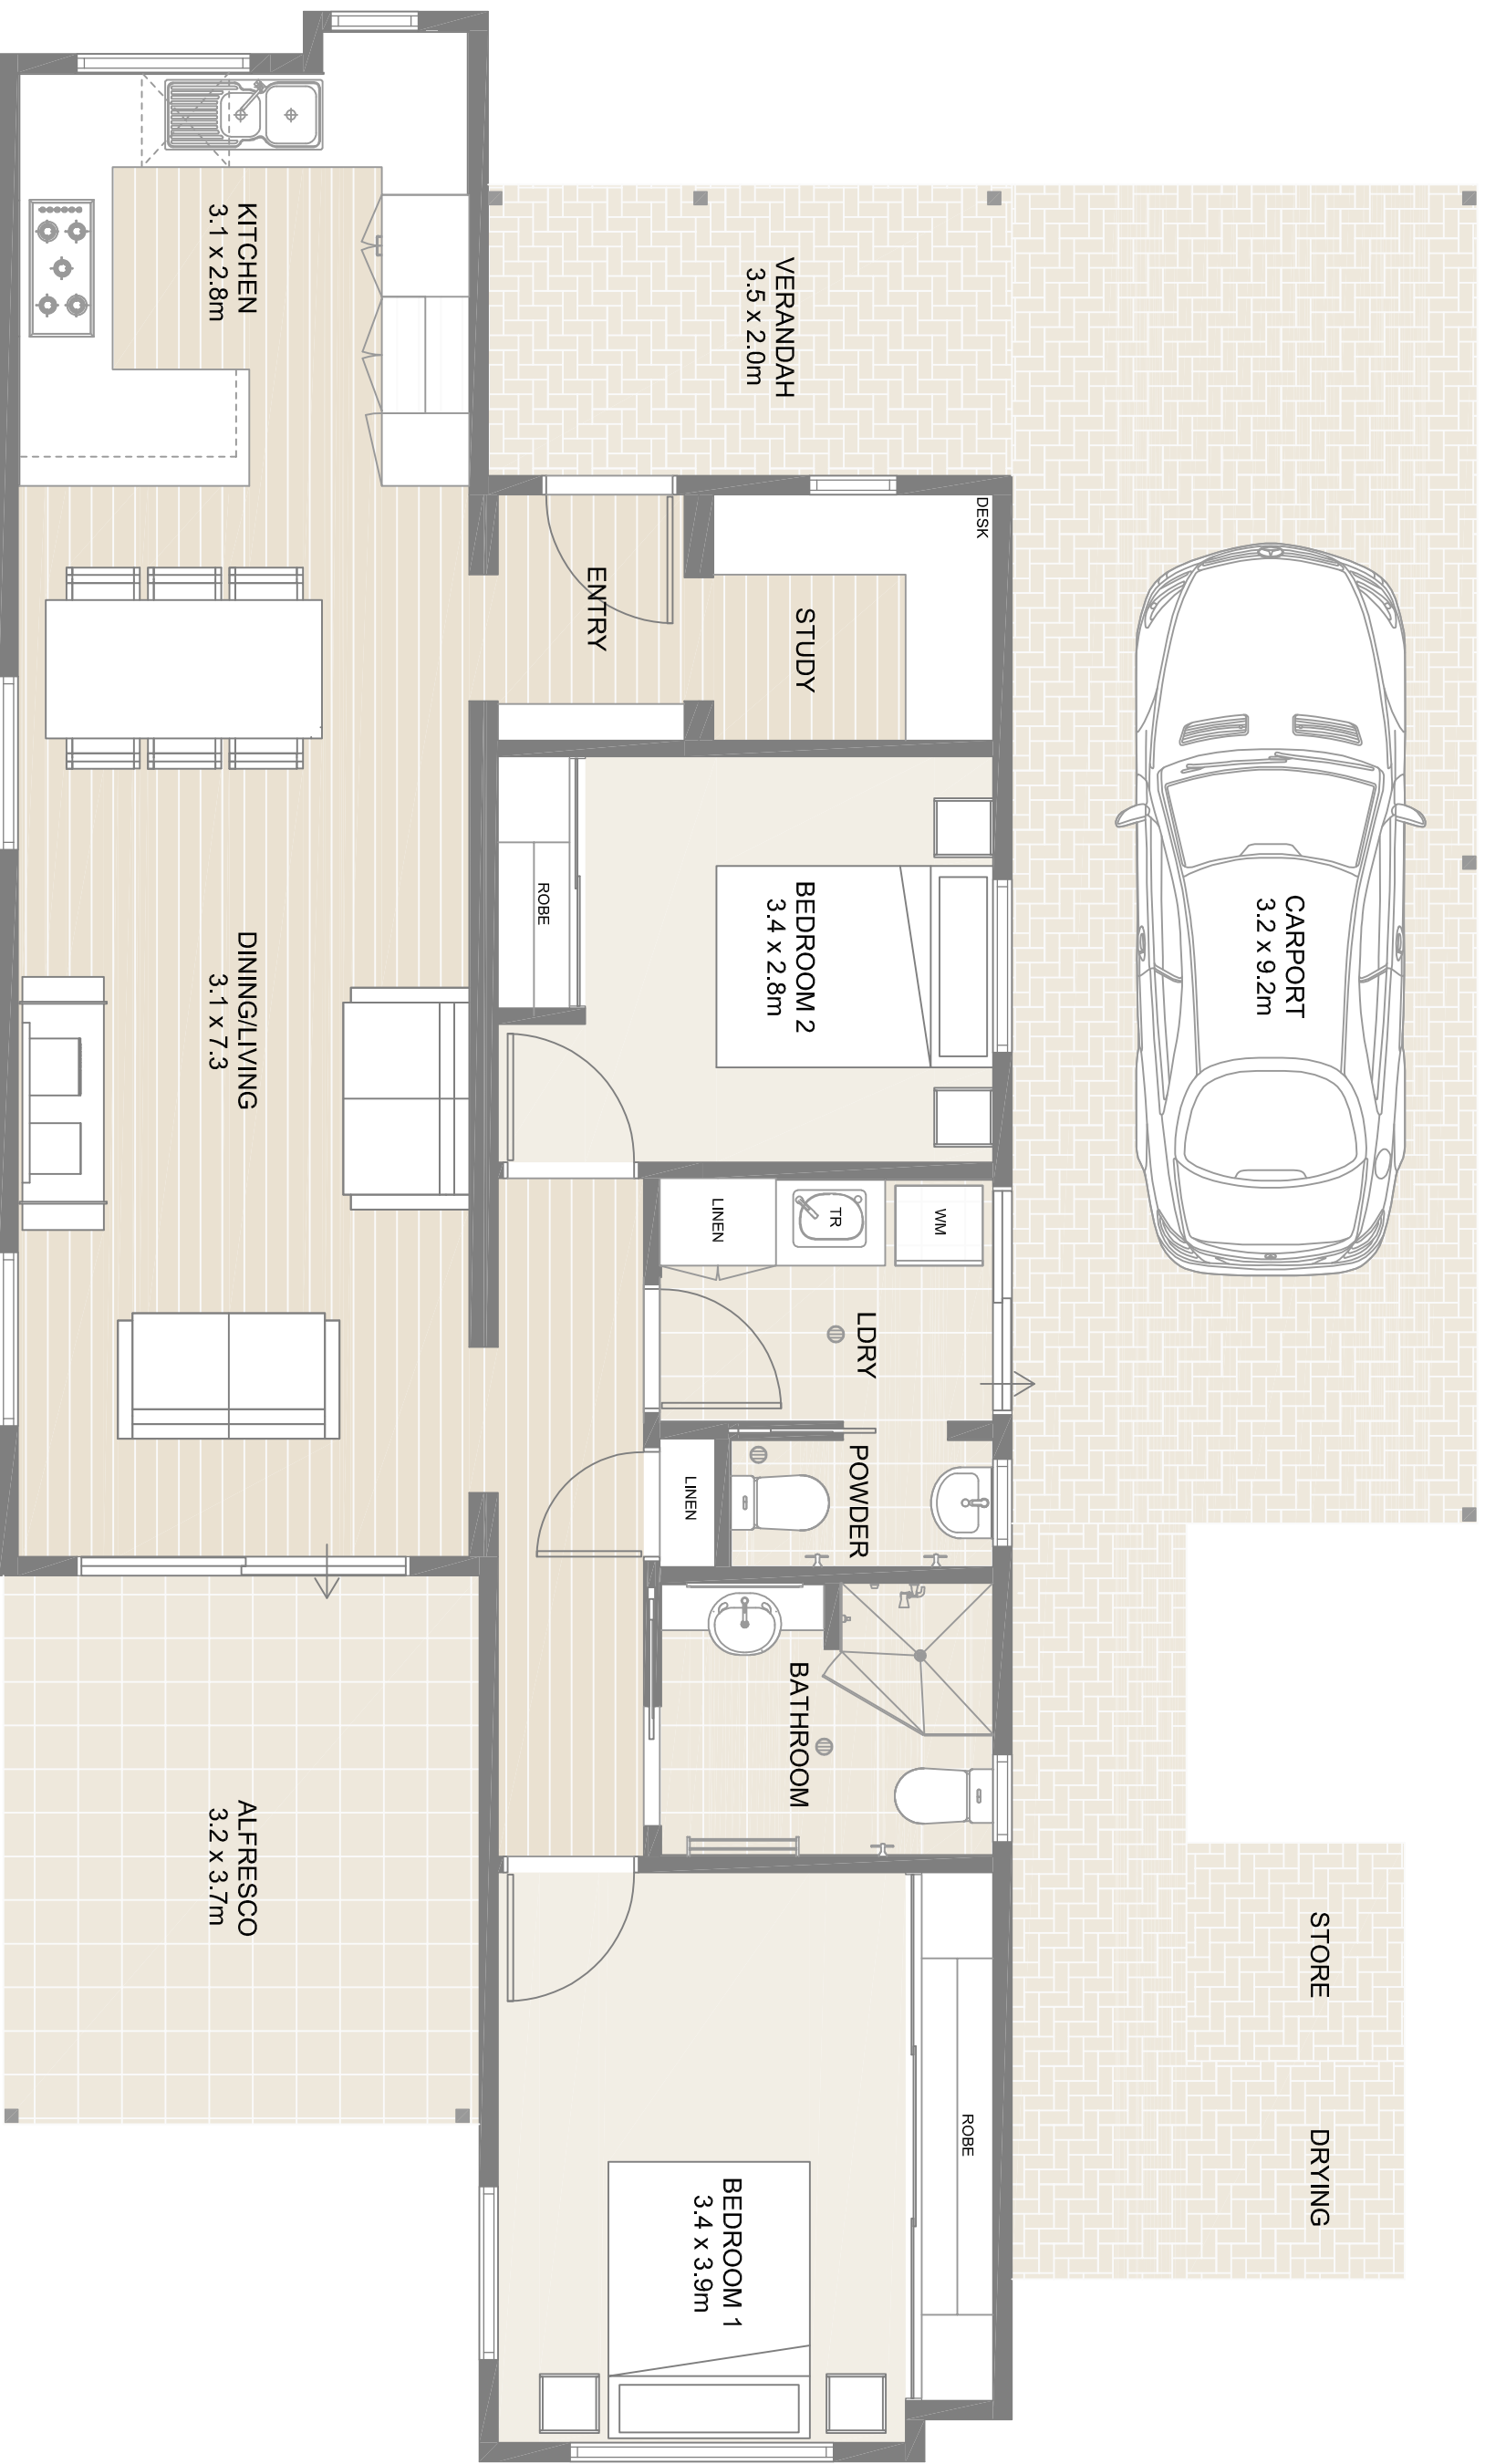 KITCHEN
3.1 x 2.8m
VERANDAH
3.5 x 2.0m
DESK
ENTRY
STUDY
CARPORT
3.2 x 9.2m
ROBE
BEDROOM 2
3.4 x 2.8m
DINING/LIVING
3.1 x 7.3
LINEN
TR
WM
LDRY
LINEN
POWDER
BATHROOM
ALFRESCO
3.2 x 3.7m
STORE
DRYING
ROBE
BEDROOM 1
3.4 x 3.9m